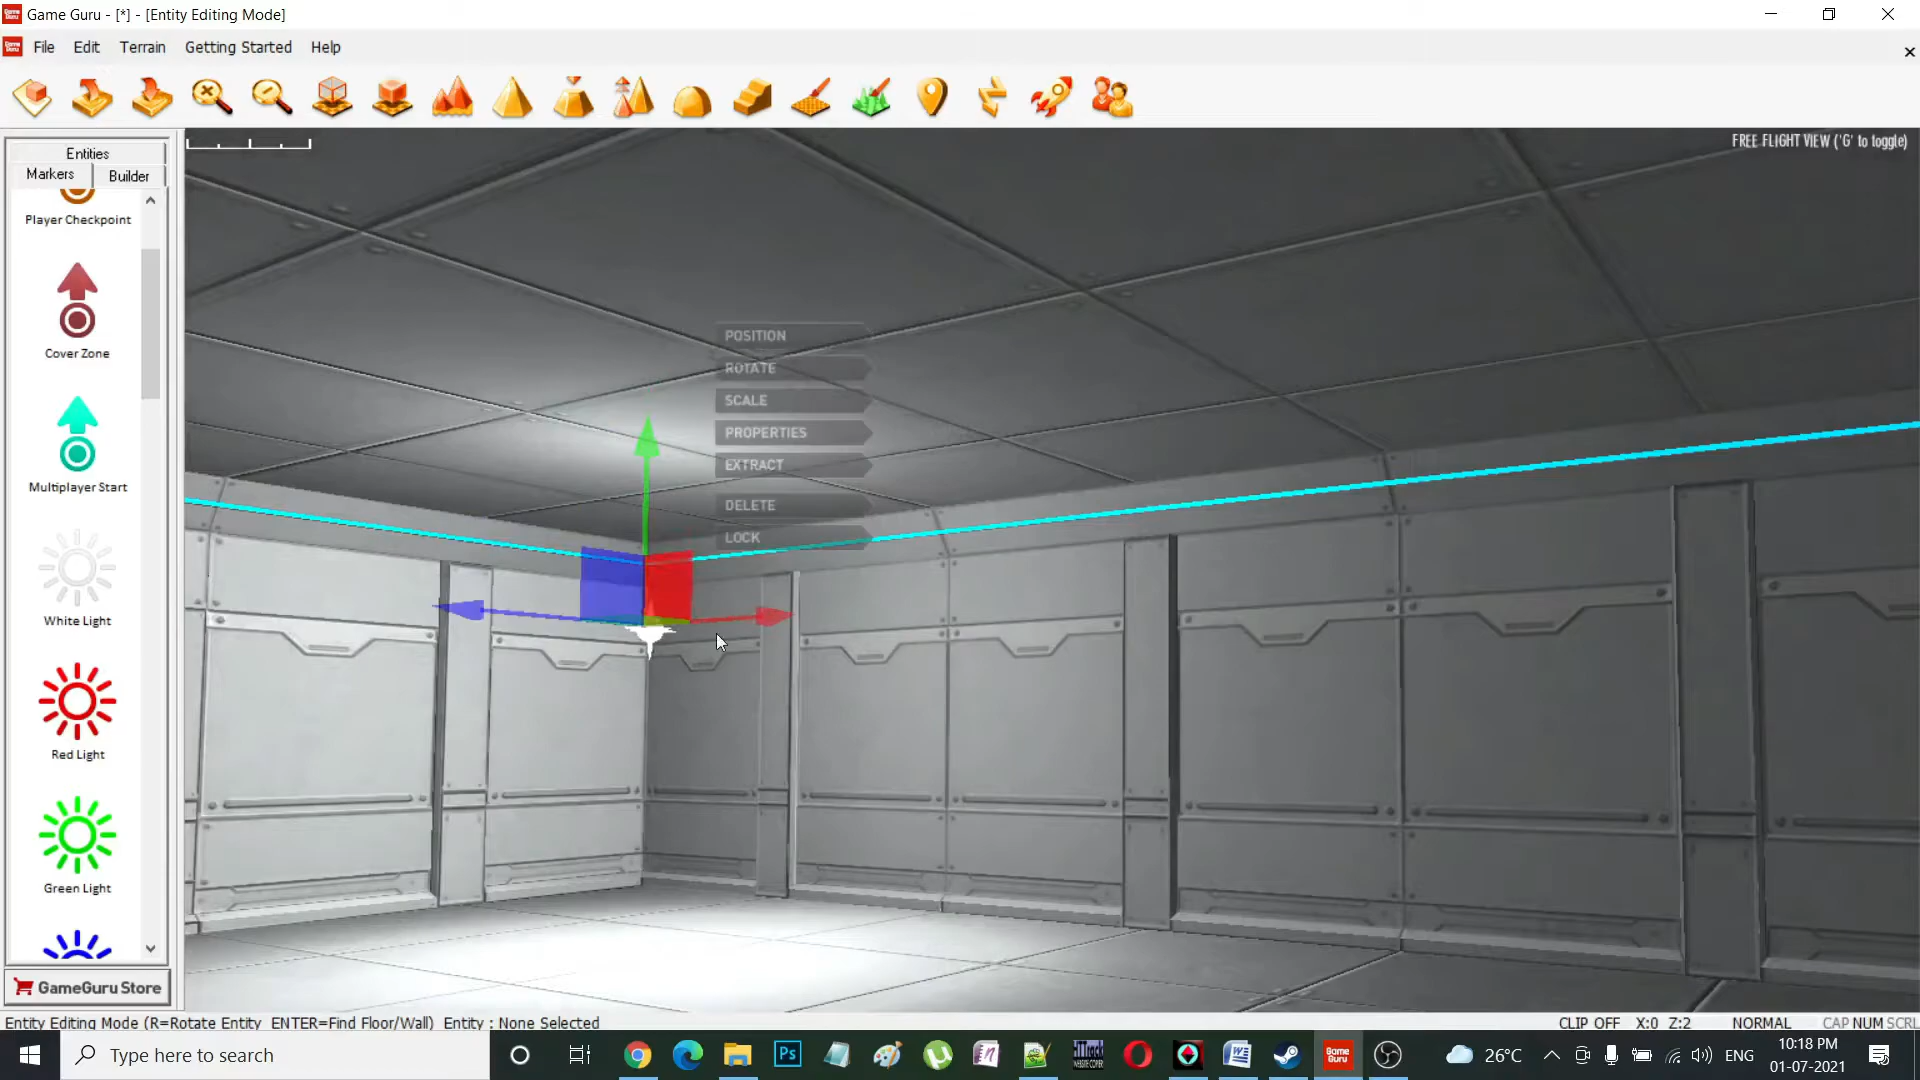 Game Guru - [*] - [Entity Editing Mode]
File Edit Terrain Getting Started Help
FREE FLIGHT VIEW ('G' to toggle)
Entities
Markers Builder
Player Checkpoint
Cover Zone
Multiplayer Start
White Light
Red Light
Green Light
GameGuru Store
POSITION
ROTATE
SCALE
PROPERTIES
EXTRACT
DELETE
LOCK
Entity Editing Mode (R=Rotate Entity ENTER=Find Floor/Wall) Entity : None Selected
CLIP OFF X:0 Z:2 NORMAL CAP NUM SCRL
Type here to search
26°C
ENG
10:18 PM
01-07-2021